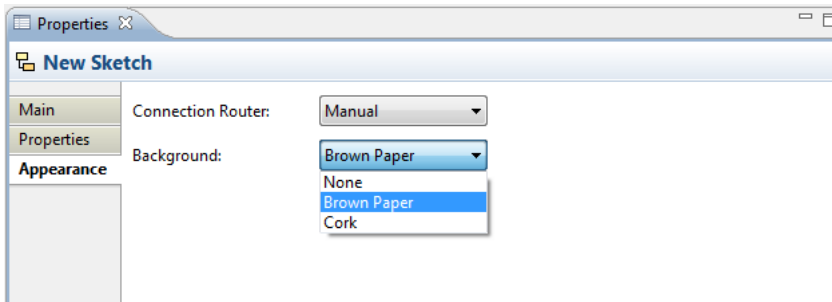 Properties
New Sketch
Main
Properties
Appearance
Connection Router: Manual
Background: Brown Paper
None
Brown Paper
Cork